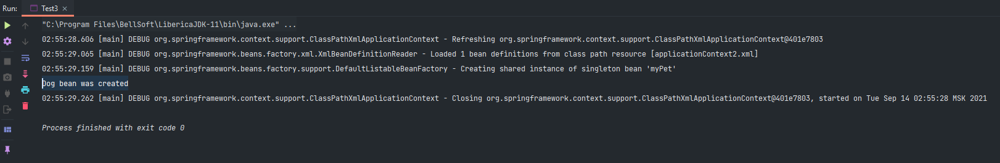 Run: Test3 ×
"C:\Program Files\BellSoft\LibericaJDK-11\bin\java.exe" ...
02:55:28.606 [main] DEBUG org.springframework.context.support.ClassPathXmlApplicationContext - Refreshing org.springframework.context.support.ClassPathXmlApplicationContext@401e7803
02:55:29.065 [main] DEBUG org.springframework.beans.factory.xml.XmlBeanDefinitionReader - Loaded 1 bean definitions from class path resource [applicationContext2.xml]
02:55:29.159 [main] DEBUG org.springframework.beans.factory.support.DefaultListableBeanFactory - Creating shared instance of singleton bean 'myPet'
Dog bean was created
02:55:29.262 [main] DEBUG org.springframework.context.support.ClassPathXmlApplicationContext - Closing org.springframework.context.support.ClassPathXmlApplicationContext@401e7803, started on Tue Sep 14 02:55:28 MSK 2021
Process finished with exit code 0